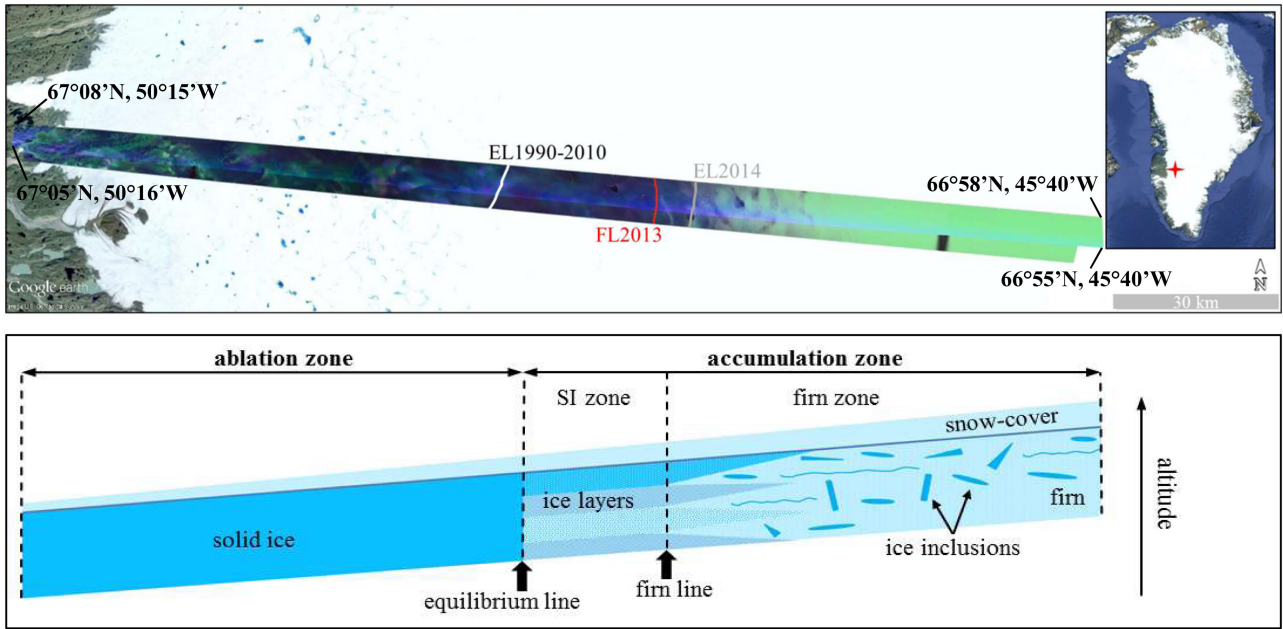 67°08’N, 50°15’W
EL1990-2010
EL2014
66°58’N, 45°40’W
67°05’N, 50°16’W
FL2013
66°55’N, 45°40’W
Google earth
N
30 km
ablation zone
accumulation zone
SI zone
firn zone
snow-cover
altitude
ice layers
firn
solid ice
ice inclusions
equilibrium line
firn line